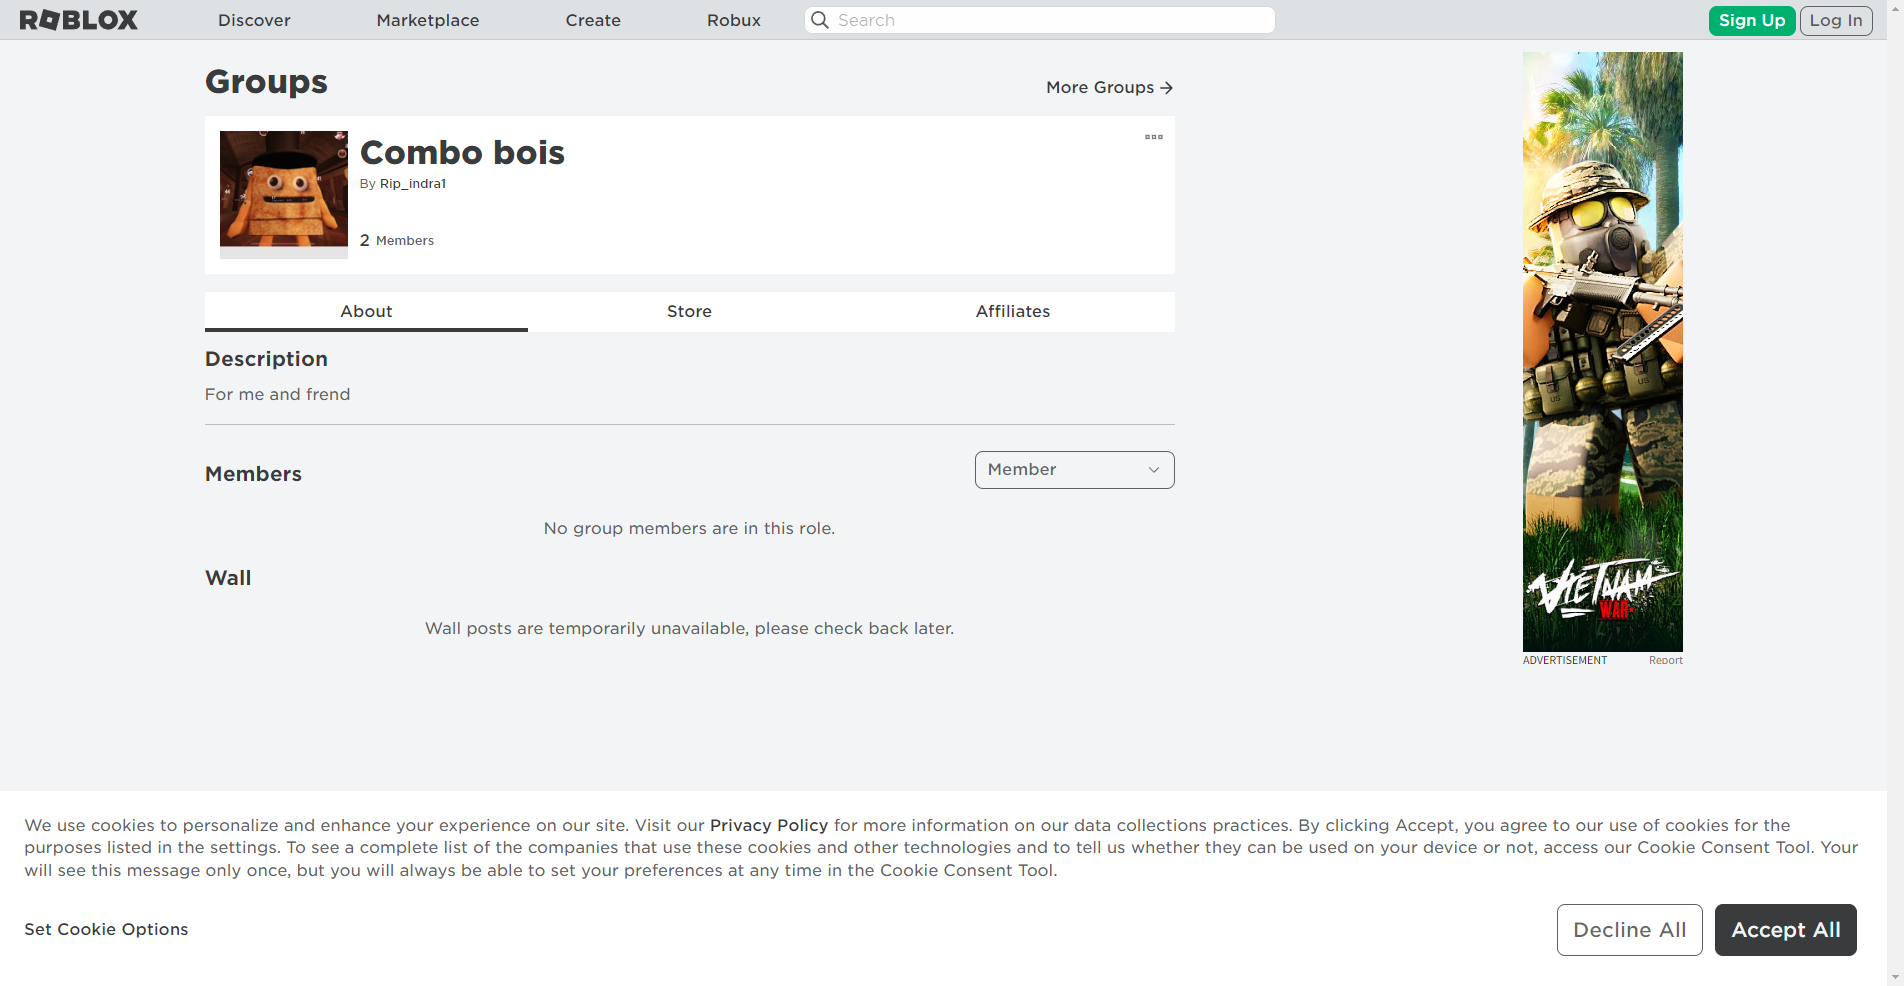 ROBLOX
Discover
Marketplace
Create
Robux
Search
Sign Up
Log In
Groups
More Groups
Combo bois
By Rip_indra1
2 Members
About
Store
Affiliates
Description
For me and frend
Members
Member
No group members are in this role.
Wall
Wall posts are temporarily unavailable, please check back later.
US
US
VIETNAM
WAR
ADVERTISEMENT
Report
We use cookies to personalize and enhance your experience on our site. Visit our Privacy Policy for more information on our data collections practices. By clicking Accept, you agree to our use of cookies for the
purposes listed in the settings. To see a complete list of the companies that use these cookies and other technologies and to tell us whether they can be used on your device or not, access our Cookie Consent Tool. Your
will see this message only once, but you will always be able to set your preferences at any time in the Cookie Consent Tool.
Set Cookie Options
Decline All
Accept All